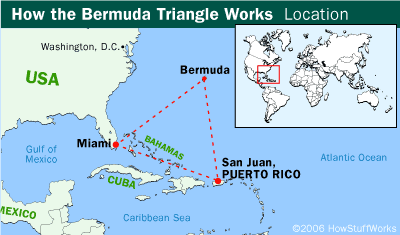 How the Bermuda Triangle Works Location
Washington, D.C.
Bermuda
USA
Miami
Gulf of
Mexico
BAHAMAS
San Juan,
PUERTO RICO
Atlantic Ocean
CUBA
MEXICO
Caribbean Sea
©2006 HowStuffWorks